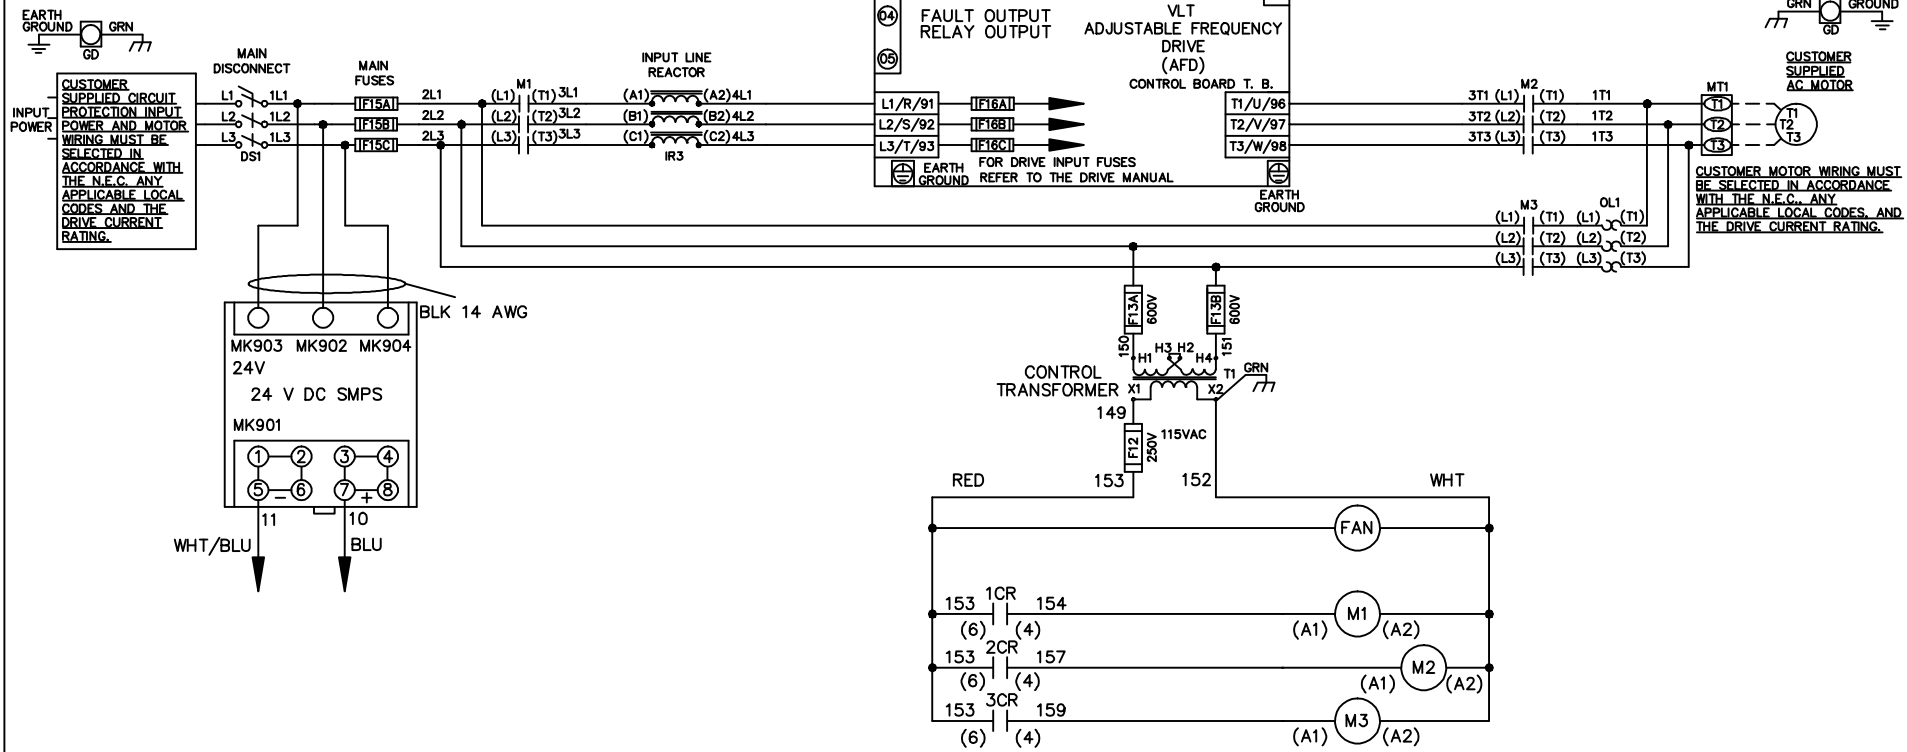 EARTH
GROUND
GRN
GD
MAIN
DISCONNECT
MAIN
FUSES
INPUT LINE
REACTOR
04
FAULT OUTPUT
RELAY OUTPUT
05
VLT
ADJUSTABLE FREQUENCY
DRIVE
(AFD)
CONTROL BOARD T. B.
GRN
GROUND
GD
CUSTOMER
SUPPLIED
AC MOTOR
INPUT
POWER
CUSTOMER
SUPPLIED CIRCUIT
PROTECTION INPUT
POWER AND MOTOR
WIRING MUST BE
SELECTED IN
ACCORDANCE WITH
THE N.E.C. ANY
APPLICABLE LOCAL
CODES AND THE
DRIVE CURRENT
RATING.
L1 1L1 F15A 2L1 (L1) M1 (T1) 3L1 (A1) (A2) 4L1 L1/R/91 F16A
L2 1L2 F15B 2L2 (L2) (T2) 3L2 (B1) (B2) 4L2 L2/S/92 F16B
L3 1L3 F15C 2L3 (L3) (T3) 3L3 (C1) (C2) 4L3 L3/T/93 F16C
DS1
IR3
T1/U/96 3T1 (L1) M2 (T1) 1T1 MT1 T1 T1
T2/V/97 3T2 (L2) (T2) 1T2 T2 T2
T3/W/98 3T3 (L3) (T3) 1T3 T3 T3
EARTH
GROUND
FOR DRIVE INPUT FUSES
REFER TO THE DRIVE MANUAL
EARTH
GROUND
CUSTOMER MOTOR WIRING MUST
BE SELECTED IN ACCORDANCE
WITH THE N.E.C., ANY
APPLICABLE LOCAL CODES, AND
THE DRIVE CURRENT RATING.
M3 OL1
(L1) (T1) (L1) (T1)
(L2) (T2) (L2) (T2)
(L3) (T3) (L3) (T3)
BLK 14 AWG
MK903 MK902 MK904
24V
24 V DC SMPS
MK901
1 2 3 4
5 – 6 7 + 8
11 10
WHT/BLU BLU
F13A 600V F13B 600V
150 151
H1 H3 H2 H4
CONTROL
TRANSFORMER
X1 X2 T1 GRN
149
F12 250V 115VAC
RED 153 152 WHT
FAN
153 1CR 154 M1
(6) (4) (A1) (A2)
153 2CR 157 M2
(6) (4) (A1) (A2)
153 3CR 159 M3
(6) (4) (A1) (A2)